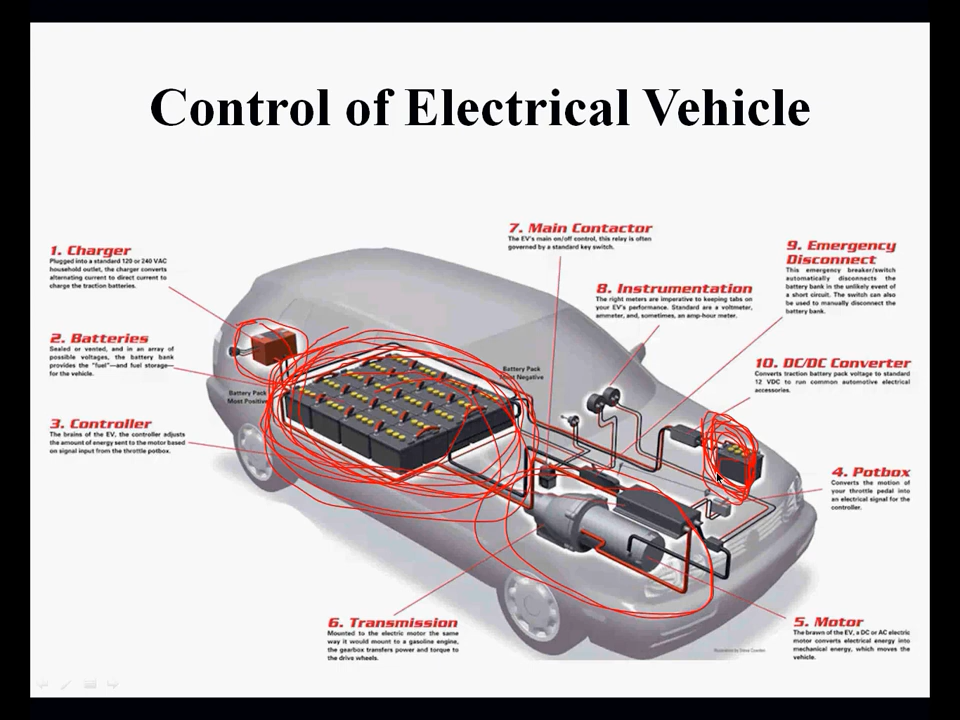 Control of Electrical Vehicle
1. Charger
Plugged into a standard 120 or 240 VAC
household outlet, the charger converts
alternating current to direct current to
charge the traction batteries.
2. Batteries
Sealed or vented, and in an array of
possible voltages, the battery bank
provides the "fuel"—and fuel storage—
for the vehicle.
3. Controller
The brains of the EV, the controller adjusts
the amount of energy sent to the motor based
on signal input from the throttle potbox.
Battery Pack
Most Positive
Battery Pack
Most Negative
7. Main Contactor
The EV's main on/off control, this relay is often
governed by a standard key switch.
8. Instrumentation
The right meters are imperative to keeping tabs on
your EV's performance. Standard are a voltmeter,
ammeter, and, sometimes, an amp-hour meter.
9. Emergency
Disconnect
This emergency breaker/switch
automatically disconnects the
battery bank in the unlikely event of
a short circuit. The switch can also
be used to manually disconnect the
battery bank.
10. DC/DC Converter
Converts traction battery pack voltage to standard
12 VDC to run common automotive electrical
accessories.
4. Potbox
Converts the motion of
your throttle pedal into
an electrical signal for the
controller.
6. Transmission
Mounted to the electric motor the same
way it would mount to a gasoline engine,
the gearbox transfers power and torque to
the drive wheels.
5. Motor
The brawn of the EV, a DC or AC electric
motor converts electrical energy into
mechanical energy, which moves the
vehicle.